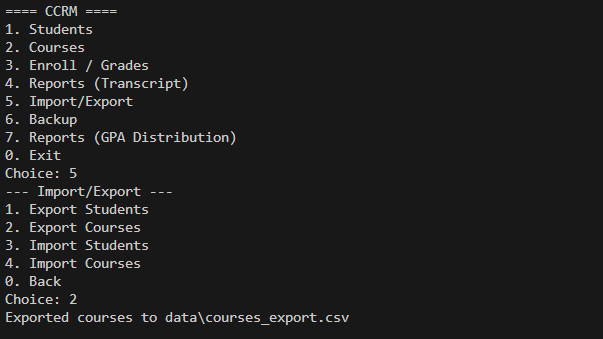 ==== CCRM ====
1. Students
2. Courses
3. Enroll / Grades
4. Reports (Transcript)
5. Import/Export
6. Backup
7. Reports (GPA Distribution)
0. Exit
Choice: 5
--- Import/Export ---
1. Export Students
2. Export Courses
3. Import Students
4. Import Courses
0. Back
Choice: 2
Exported courses to data\courses_export.csv